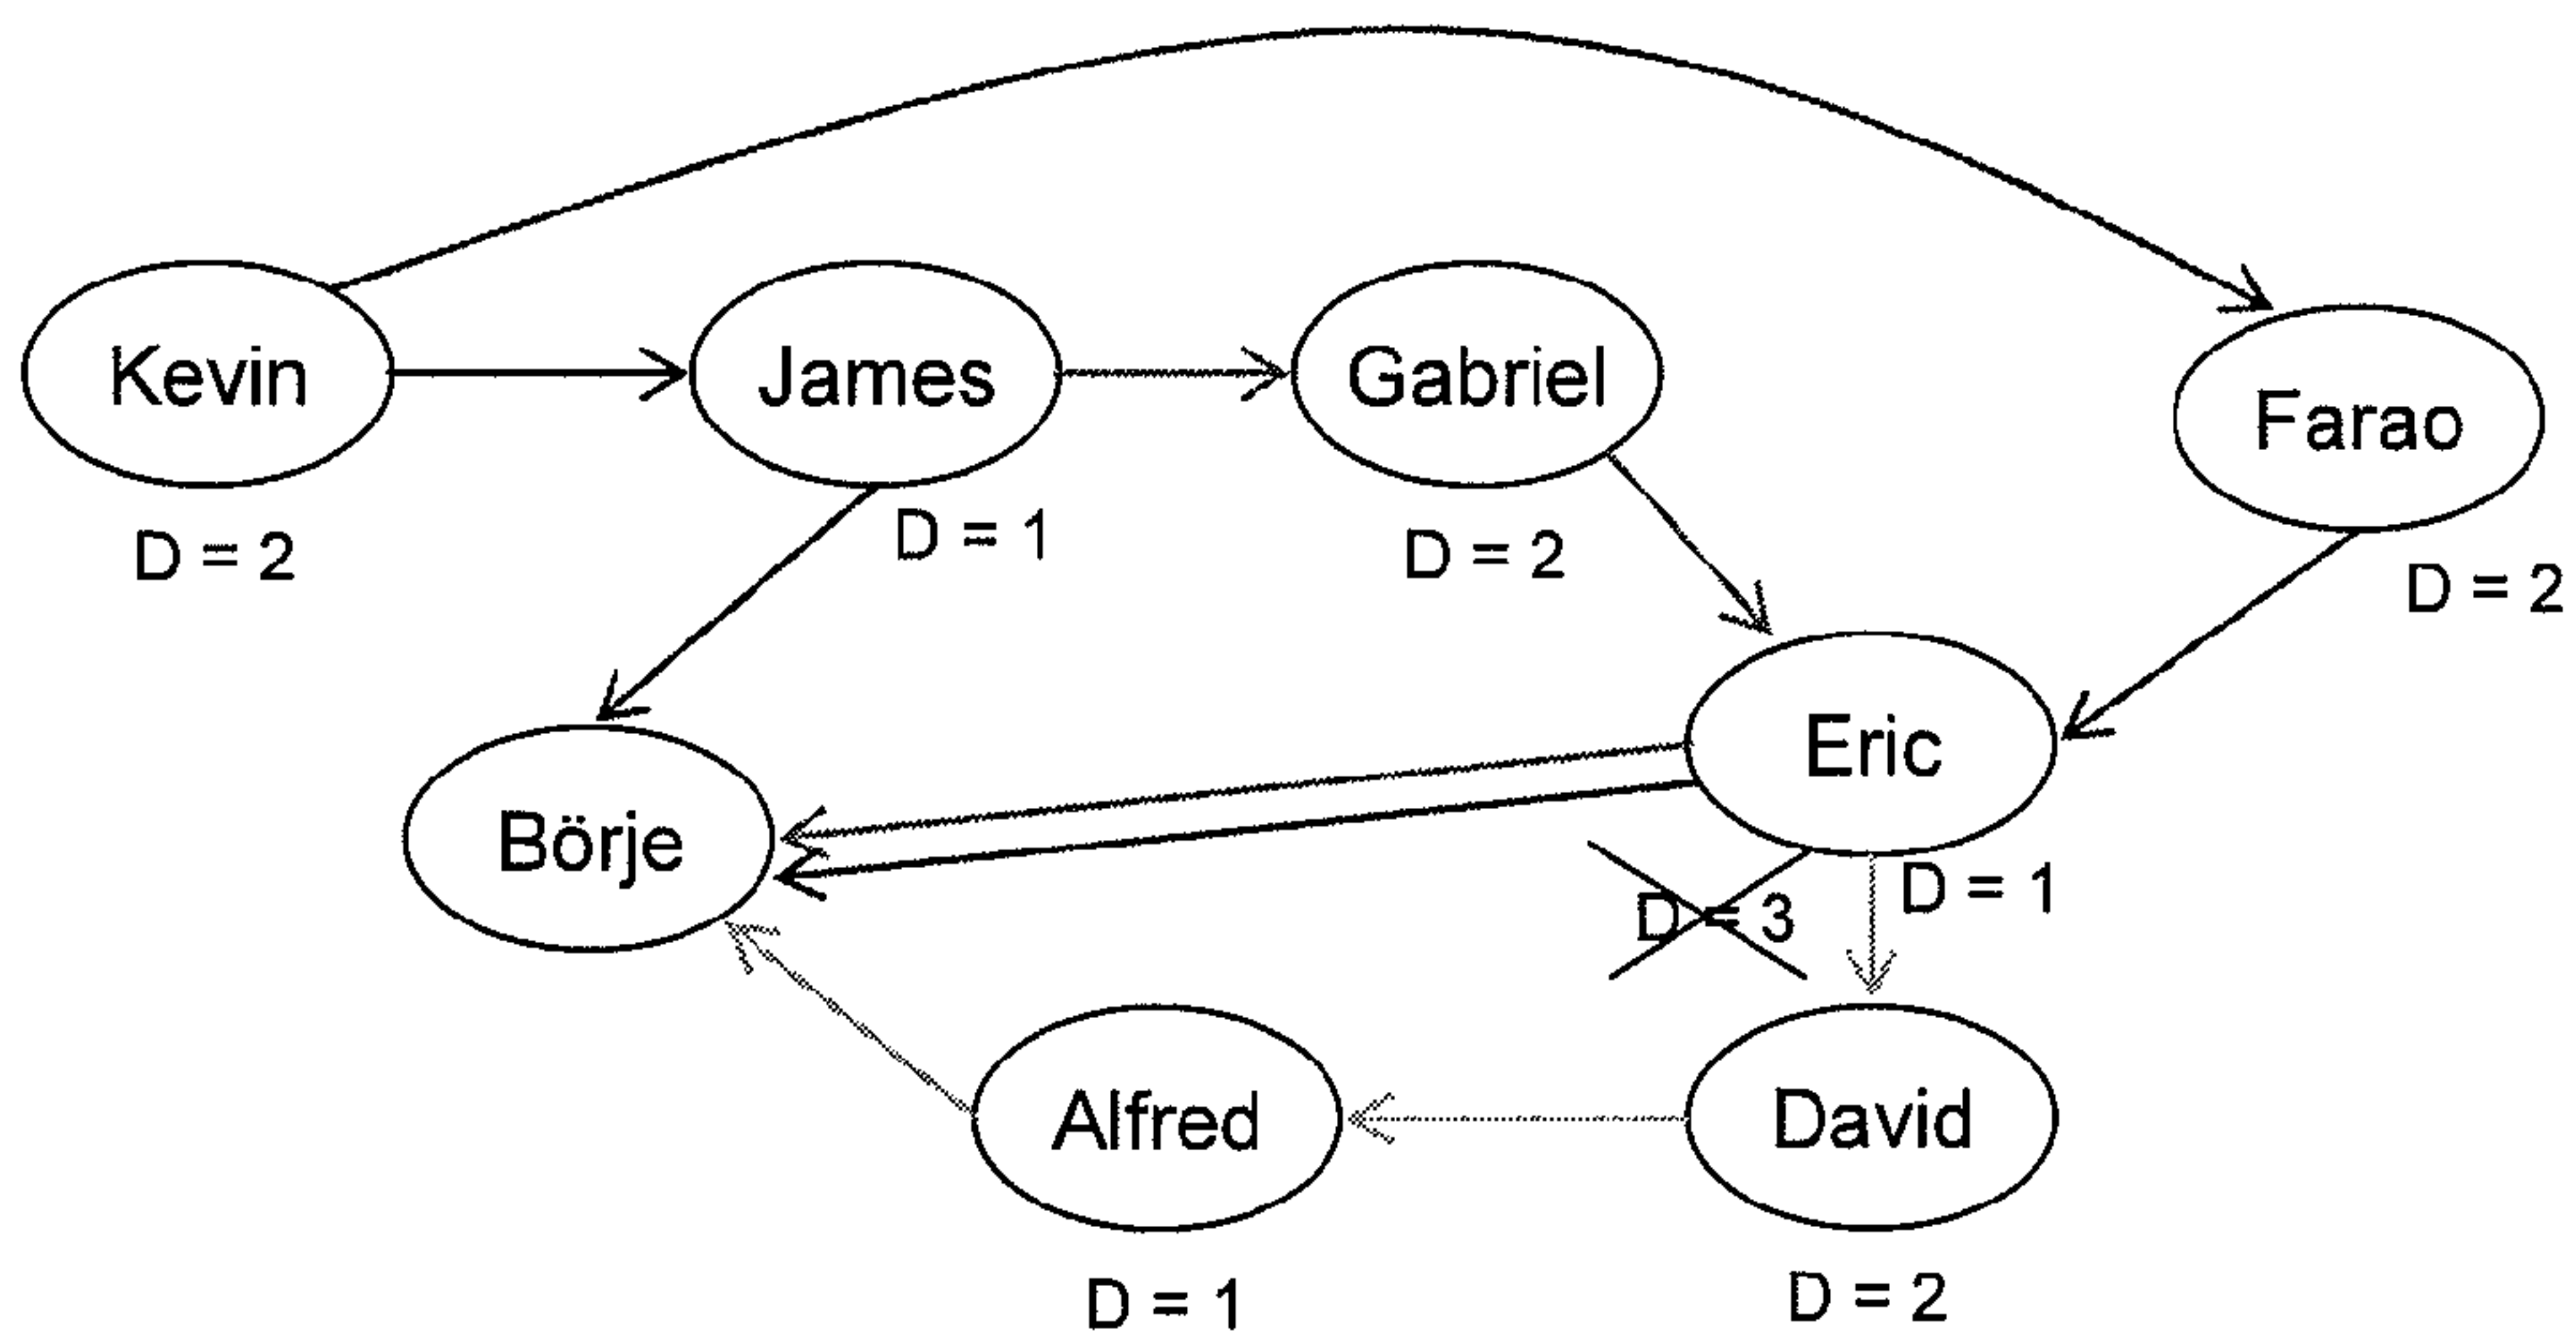 Kevin
James
Gabriel
Farao
D = 2
D = 1
D = 2
D = 2
Eric
Börje
D = 1
D = 3
Alfred
David
D = 1
D = 2